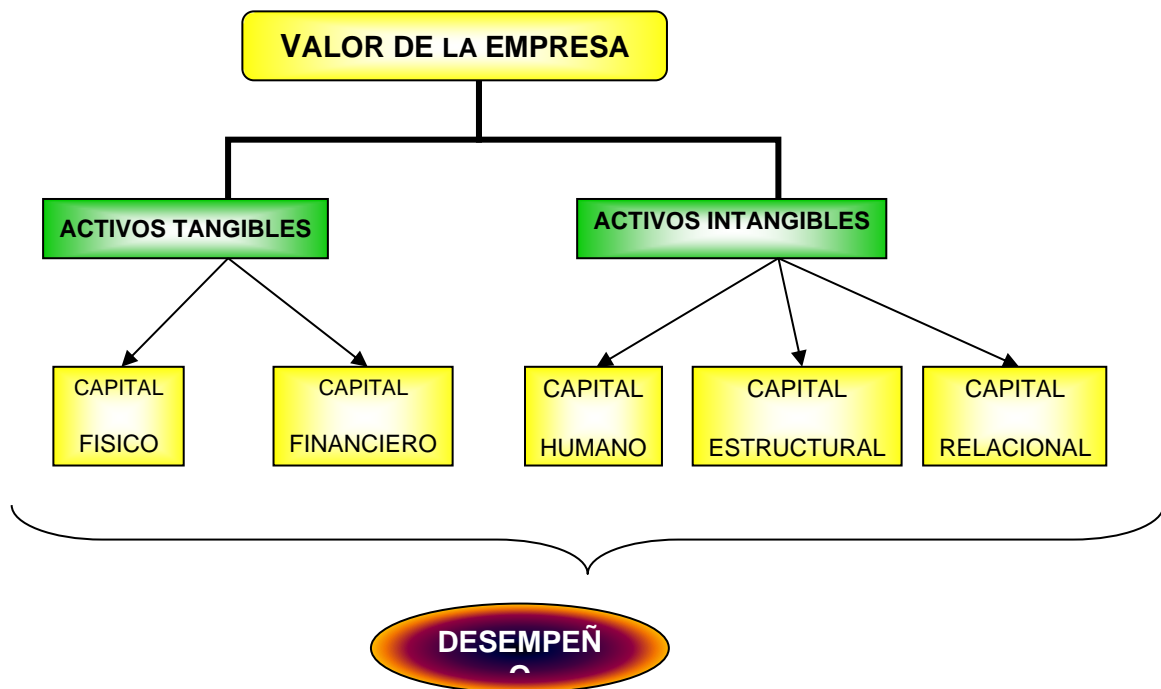 VALOR DE LA EMPRESA
ACTIVOS TANGIBLES
ACTIVOS INTANGIBLES
CAPITAL
FISICO
CAPITAL
FINANCIERO
CAPITAL
HUMANO
CAPITAL
ESTRUCTURAL
CAPITAL
RELACIONAL
DESEMPEÑ
O